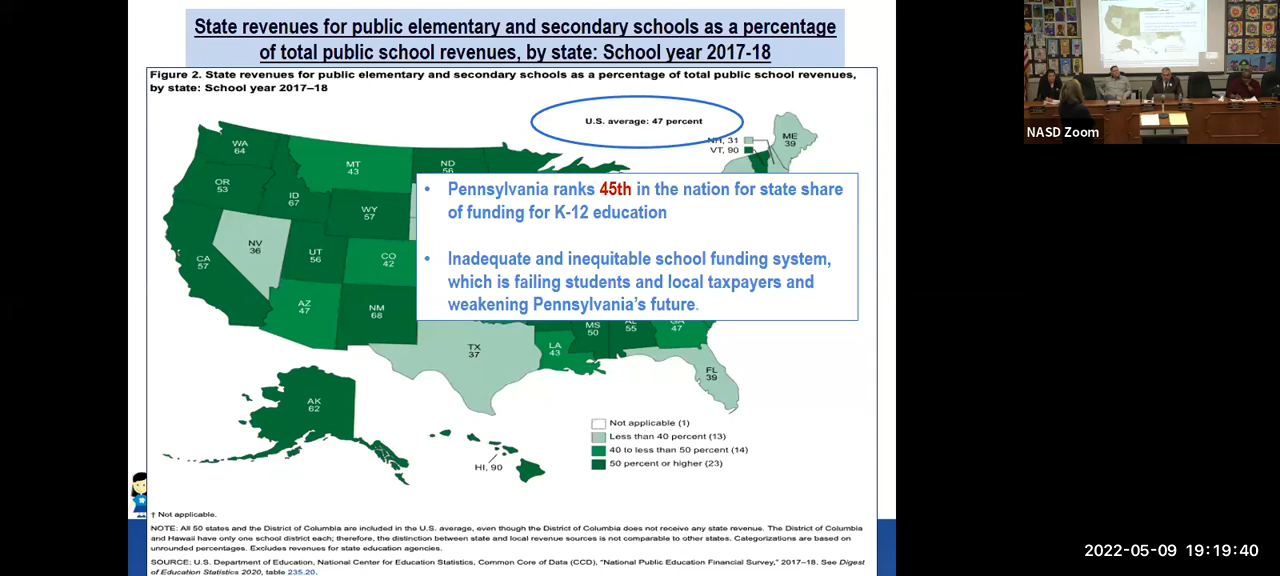 State revenues for public elementary and secondary schools as a percentage
of total public school revenues, by state: School year 2017-18
Figure 2. State revenues for public elementary and secondary schools as a percentage of total public school revenues,
by state: School year 2017–18
U.S. average: 47 percent
NH, 31
VT, 90
ME
39
WA
64
MT
43
ND
56
OR
53
ID
67
WY
57
NV
36
UT
56
CO
42
CA
57
AZ
47
NM
68
• Pennsylvania ranks 45th in the nation for state share
of funding for K-12 education
• Inadequate and inequitable school funding system,
which is failing students and local taxpayers and
weakening Pennsylvania's future.
MS
50
AL
55
GA
47
TX
37
LA
43
FL
39
AK
62
HI, 90
Not applicable (1)
Less than 40 percent (13)
40 to less than 50 percent (14)
50 percent or higher (23)
† Not applicable.
NOTE: All 50 states and the District of Columbia are included in the U.S. average, even though the District of Columbia does not receive any state revenue. The District of Columbia
and Hawaii have only one school district each; therefore, the distinction between state and local revenue sources is not comparable to other states. Categorizations are based on
unrounded percentages. Excludes revenues for state education agencies.
SOURCE: U.S. Department of Education, National Center for Education Statistics, Common Core of Data (CCD), "National Public Education Financial Survey," 2017–18. See Digest
of Education Statistics 2020, table 235.20.
NASD Zoom
2022-05-09 19:19:40